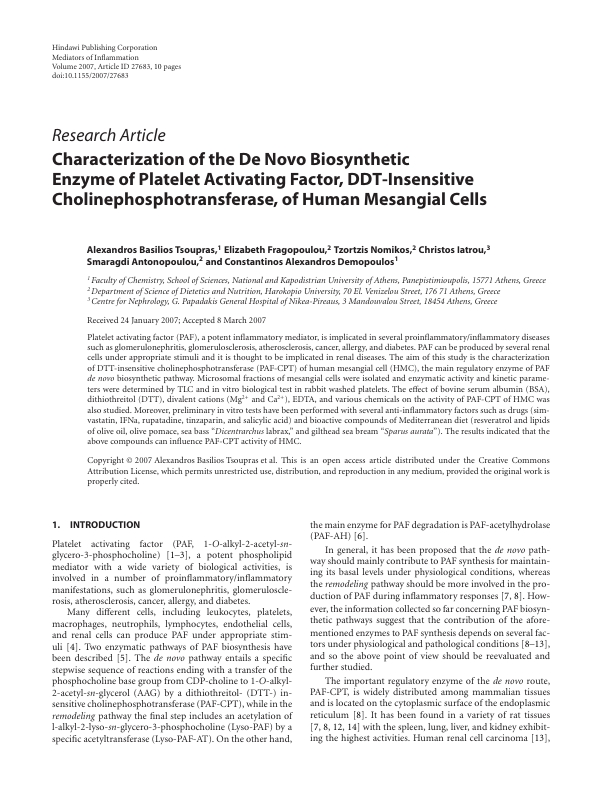 Hindawi Publishing Corporation
Mediators of Inflammation
Volume 2007, Article ID 27683, 10 pages
doi:10.1155/2007/27683
Research Article
Characterization of the De Novo Biosynthetic
Enzyme of Platelet Activating Factor, DDT-Insensitive
Cholinephosphotransferase, of Human Mesangial Cells
Alexandros Basilios Tsoupras,1 Elizabeth Fragopoulou,2 Tzortzis Nomikos,2 Christos Iatrou,3
Smaragdi Antonopoulou,2 and Constantinos Alexandros Demopoulos1
1 Faculty of Chemistry, School of Sciences, National and Kapodistrian University of Athens, Panepistimioupolis, 15771 Athens, Greece
2 Department of Science of Dietetics and Nutrition, Harokopio University, 70 El. Venizelou Street, 176 71 Athens, Greece
3 Centre for Nephrology, G. Papadakis General Hospital of Nikea-Pireaus, 3 Mandouvalou Street, 18454 Athens, Greece
Received 24 January 2007; Accepted 8 March 2007
Platelet activating factor (PAF), a potent inflammatory mediator, is implicated in several proinflammatory/inflammatory diseases
such as glomerulonephritis, glomerulosclerosis, atherosclerosis, cancer, allergy, and diabetes. PAF can be produced by several renal
cells under appropriate stimuli and it is thought to be implicated in renal diseases. The aim of this study is the characterization
of DTT-insensitive cholinephosphotransferase (PAF-CPT) of human mesangial cell (HMC), the main regulatory enzyme of PAF
de novo biosynthetic pathway. Microsomal fractions of mesangial cells were isolated and enzymatic activity and kinetic parame-
ters were determined by TLC and in vitro biological test in rabbit washed platelets. The effect of bovine serum albumin (BSA),
dithiothreitol (DTT), divalent cations (Mg2+ and Ca2+), EDTA, and various chemicals on the activity of PAF-CPT of HMC was
also studied. Moreover, preliminary in vitro tests have been performed with several anti-inflammatory factors such as drugs (sim-
vastatin, IFNa, rupatadine, tinzaparin, and salicylic acid) and bioactive compounds of Mediterranean diet (resveratrol and lipids
of olive oil, olive pomace, sea bass "Dicentrarchus labrax," and gilthead sea bream "Sparus aurata"). The results indicated that the
above compounds can influence PAF-CPT activity of HMC.
Copyright © 2007 Alexandros Basilios Tsoupras et al. This is an open access article distributed under the Creative Commons
Attribution License, which permits unrestricted use, distribution, and reproduction in any medium, provided the original work is
properly cited.
1. INTRODUCTION
Platelet activating factor (PAF, 1-O-alkyl-2-acetyl-sn-
glycero-3-phosphocholine) [1–3], a potent phospholipid
mediator with a wide variety of biological activities, is
involved in a number of proinflammatory/inflammatory
manifestations, such as glomerulonephritis, glomeruloscle-
rosis, atherosclerosis, cancer, allergy, and diabetes.
Many different cells, including leukocytes, platelets,
macrophages, neutrophils, lymphocytes, endothelial cells,
and renal cells can produce PAF under appropriate stim-
uli [4]. Two enzymatic pathways of PAF biosynthesis have
been described [5]. The de novo pathway entails a specific
stepwise sequence of reactions ending with a transfer of the
phosphocholine base group from CDP-choline to 1-O-alkyl-
2-acetyl-sn-glycerol (AAG) by a dithiothreitol- (DTT-) in-
sensitive cholinephosphotransferase (PAF-CPT), while in the
remodeling pathway the final step includes an acetylation of
l-alkyl-2-lyso-sn-glycero-3-phosphocholine (Lyso-PAF) by a
specific acetyltransferase (Lyso-PAF-AT). On the other hand,
the main enzyme for PAF degradation is PAF-acetylhydrolase
(PAF-AH) [6].
In general, it has been proposed that the de novo path-
way should mainly contribute to PAF synthesis for maintain-
ing its basal levels under physiological conditions, whereas
the remodeling pathway should be more involved in the pro-
duction of PAF during inflammatory responses [7, 8]. How-
ever, the information collected so far concerning PAF biosyn-
thetic pathways suggest that the contribution of the afore-
mentioned enzymes to PAF synthesis depends on several fac-
tors under physiological and pathological conditions [8–13],
and so the above point of view should be reevaluated and
further studied.
The important regulatory enzyme of the de novo route,
PAF-CPT, is widely distributed among mammalian tissues
and is located on the cytoplasmic surface of the endoplasmic
reticulum [8]. It has been found in a variety of rat tissues
[7, 8, 12, 14] with the spleen, lung, liver, and kidney exhibit-
ing the highest activities. Human renal cell carcinoma [13],